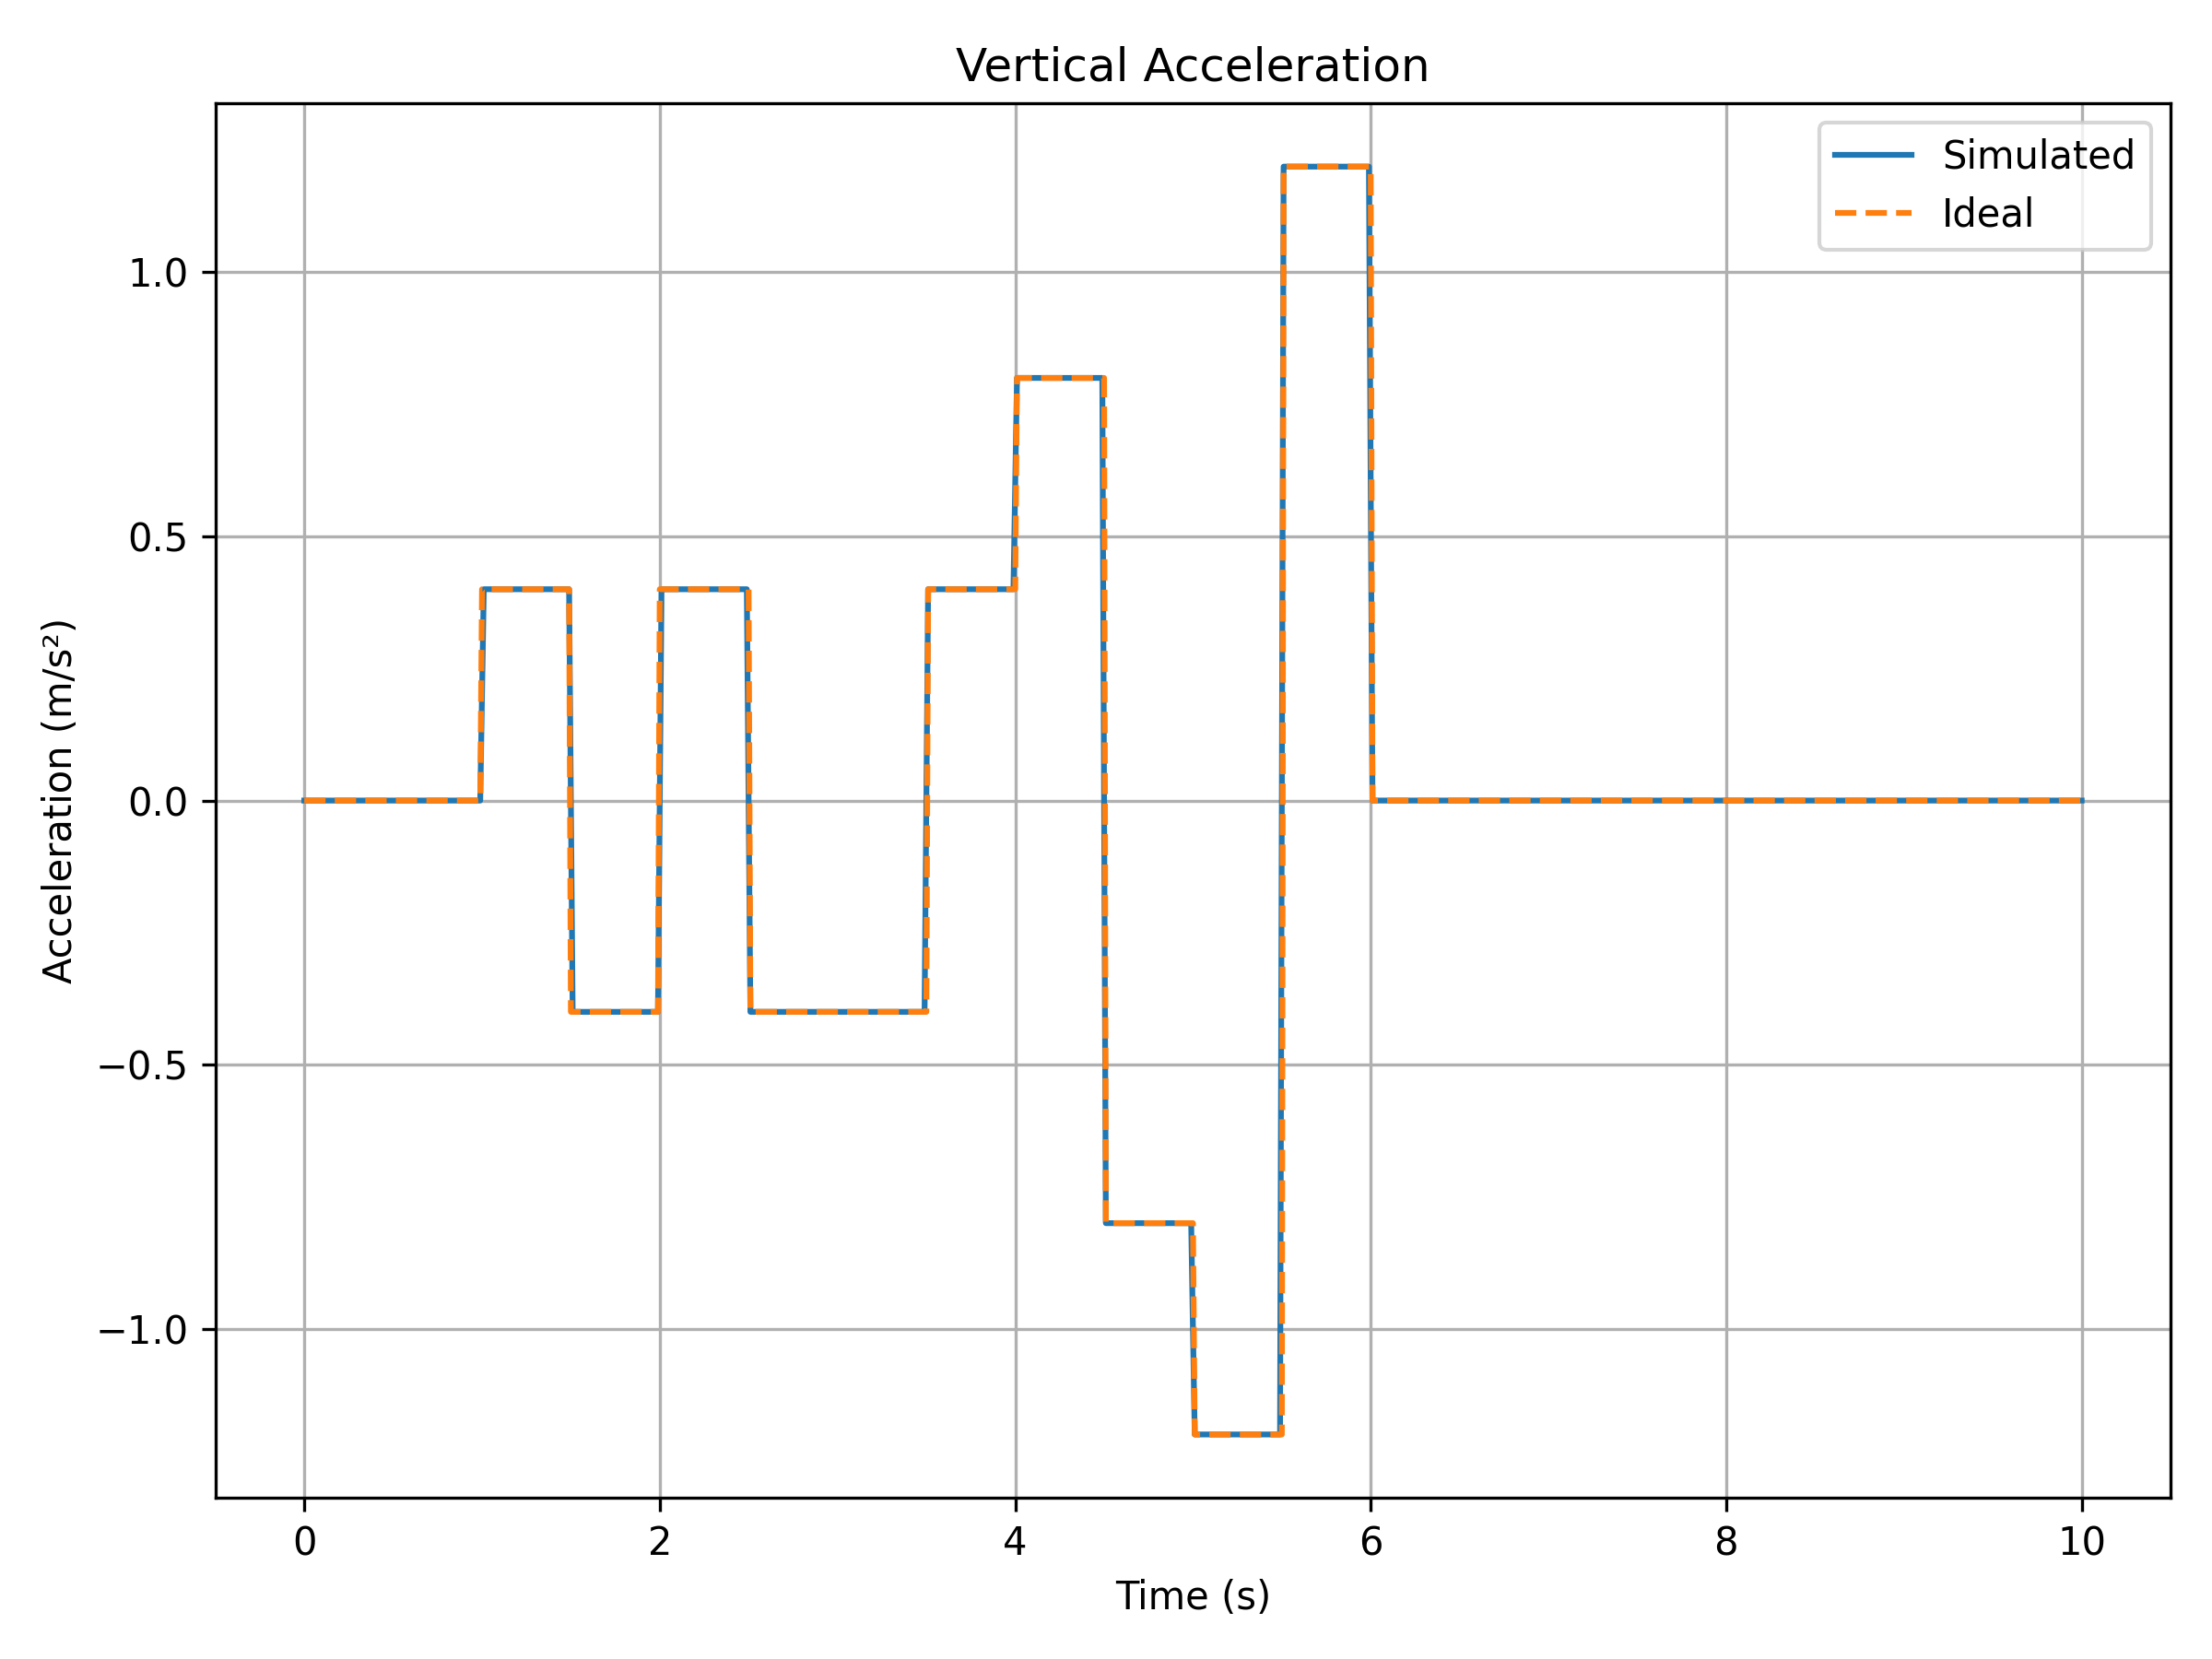 Vertical Acceleration
Simulated
Ideal
1.0
0.5
0.0
−0.5
−1.0
Acceleration (m/s²)
0 2 4 6 8 10
Time (s)